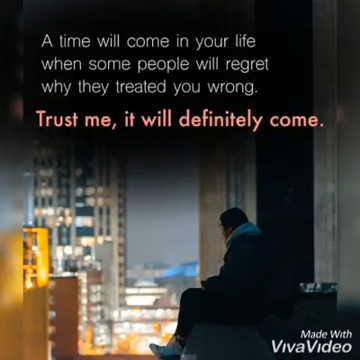 A time will come in your life
when some people will regret
why they treated you wrong.
Trust me, it will definitely come.
Made With
VivaVideo